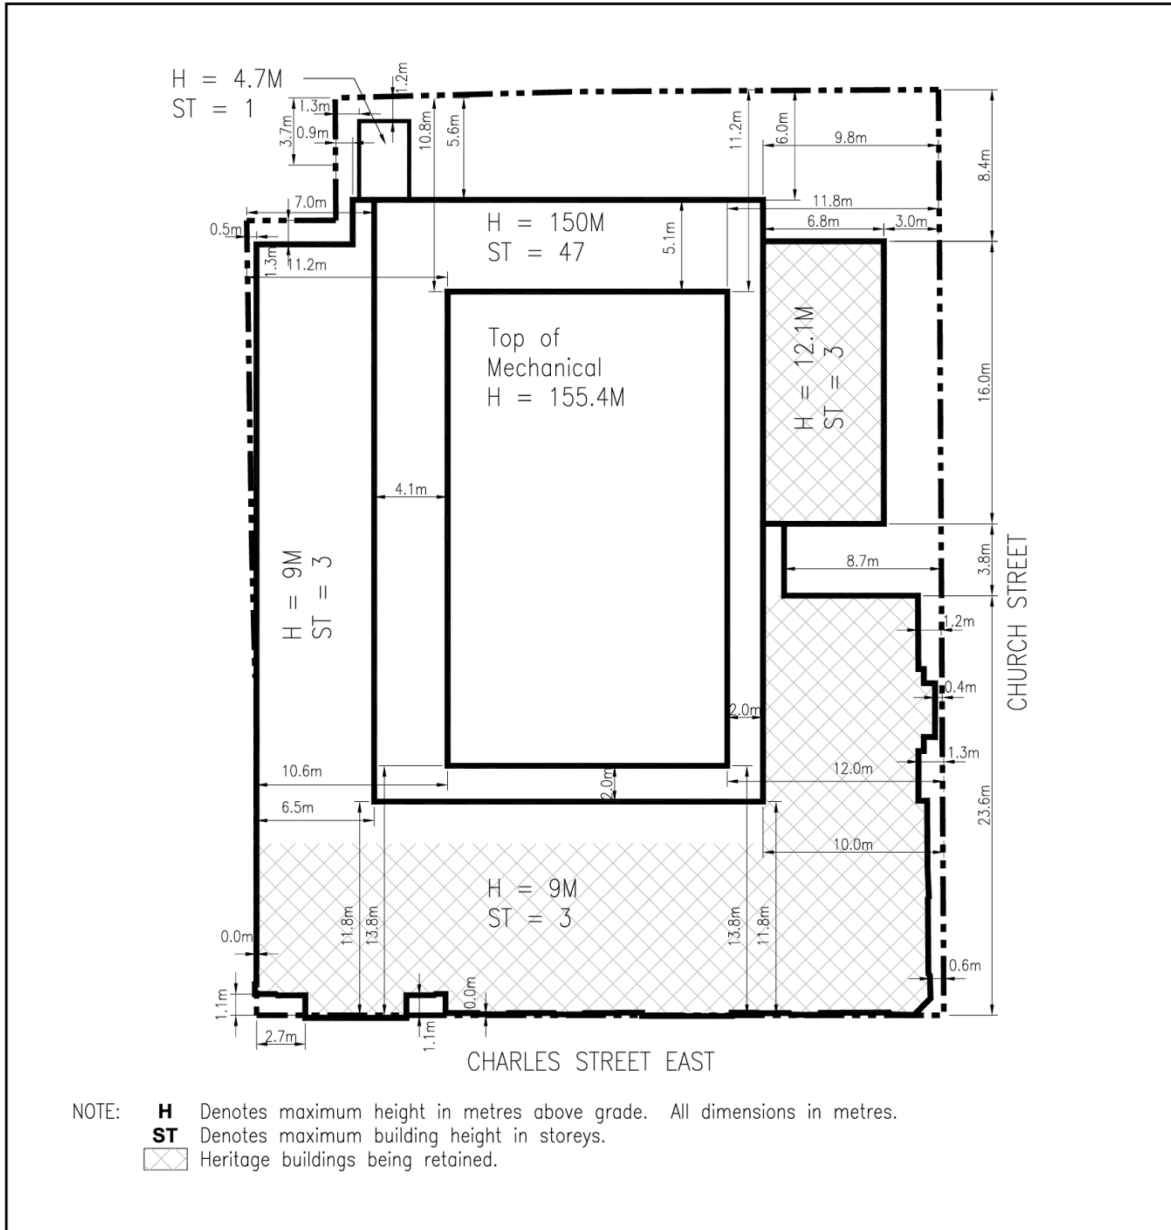 H = 4.7M
ST = 1
1.2m
1.3m
3.7m
0.9m
10.8m
5.6m
11.2m
6.0m
9.8m
8.4m
7.0m
11.8m
0.5m
6.8m
3.0m
1.3m
11.2m
H = 150M
ST = 47
5.1m
Top of
Mechanical
H = 155.4M
H = 12.1M
ST = 3
16.0m
4.1m
H = 9M
ST = 3
8.7m
3.8m
CHURCH STREET
1.2m
0.4m
2.0m
1.3m
10.6m
2.0m
12.0m
23.6m
6.5m
10.0m
H = 9M
ST = 3
11.8m
13.8m
13.8m
11.8m
0.0m
0.6m
1.1m
0.0m
2.7m
1.1m
CHARLES STREET EAST
NOTE: H Denotes maximum height in metres above grade. All dimensions in metres.
ST Denotes maximum building height in storeys.
Heritage buildings being retained.